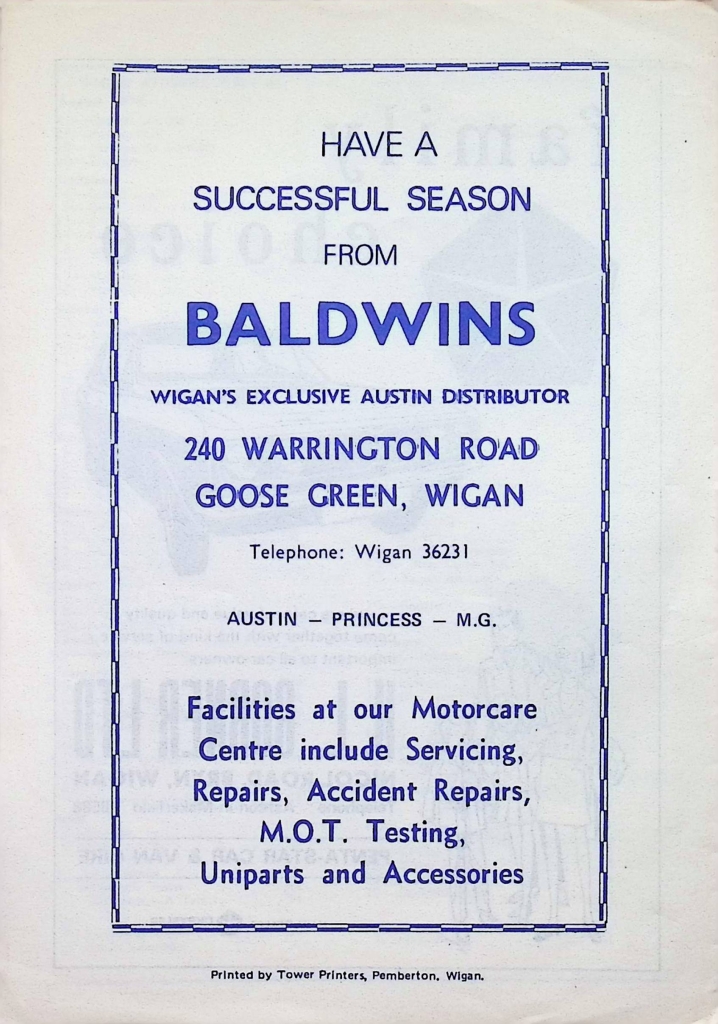 HAVE A
SUCCESSFUL SEASON
FROM
BALDWINS
WIGAN'S EXCLUSIVE AUSTIN DISTRIBUTOR
240 WARRINGTON ROAD
GOOSE GREEN, WIGAN
Telephone: Wigan 36231
AUSTIN – PRINCESS – M.G.
Facilities at our Motorcare
Centre include Servicing,
Repairs, Accident Repairs,
M.O.T. Testing,
Uniparts and Accessories
Printed by Tower Printers, Pemberton, Wigan.
family
choice